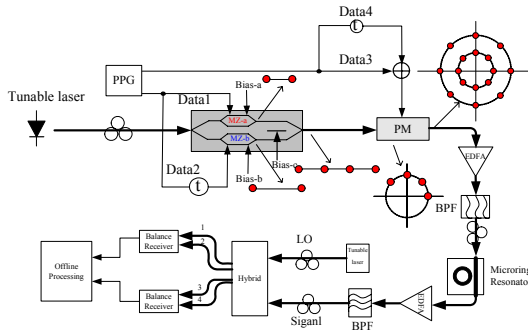 Data4
t
Data3
PPG
Bias-a
Tunable laser
Data1
MZ-a
MZ-b
PM
Data2
t
Bias-b
Bias-c
EDFA
BPF
Offline
Processing
Balance
Receiver
1
2
Hybrid
LO
Tunable
laser
Microring
Resonator
Balance
Receiver
3
4
Siganl
BPF
EDFA